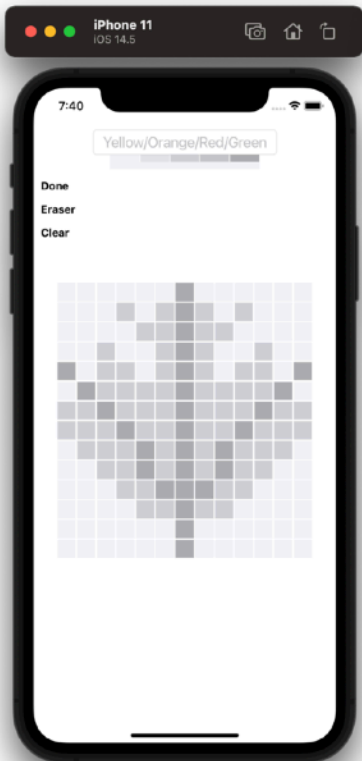 iPhone 11
iOS 14.5
7:40
Yellow/Orange/Red/Green
Done
Eraser
Clear